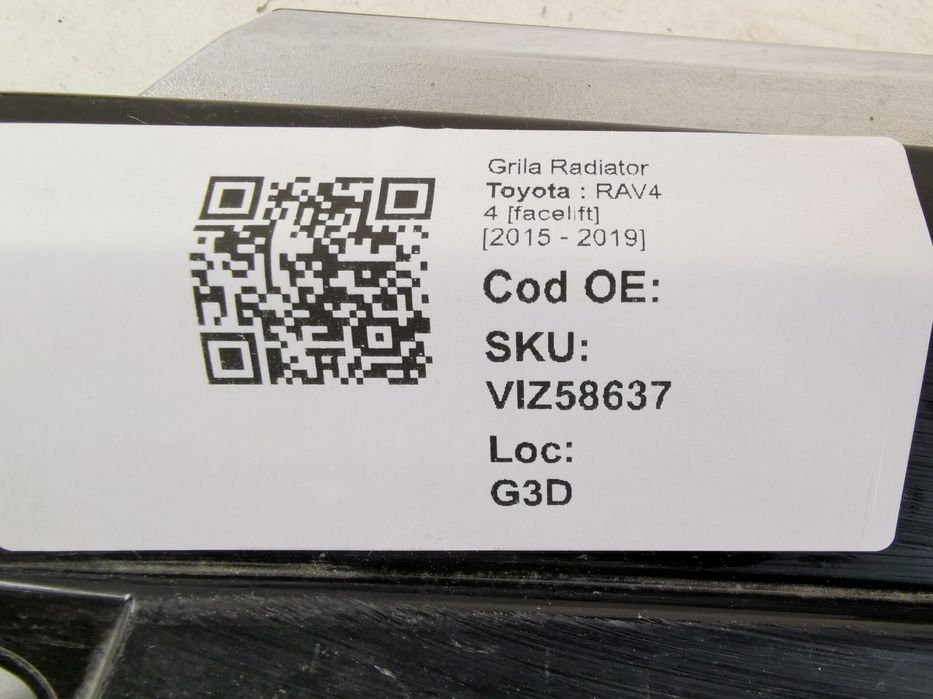 Grila Radiator
Toyota : RAV4
4 [facelift]
[2015 - 2019]
Cod OE:
SKU:
VIZ58637
Loc:
G3D